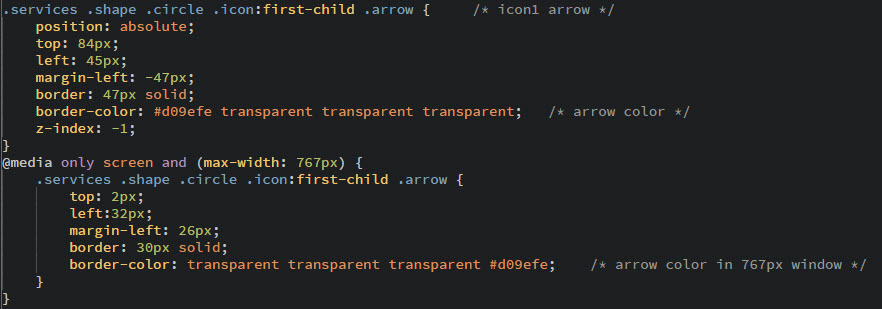 .services .shape .circle .icon:first-child .arrow {     /* icon1 arrow */
    position: absolute;
    top: 84px;
    left: 45px;
    margin-left: -47px;
    border: 47px solid;
    border-color: #d09efe transparent transparent transparent;   /* arrow color */
    z-index: -1;
}
@media only screen and (max-width: 767px) {
    .services .shape .circle .icon:first-child .arrow {
        top: 2px;
        left:32px;
        margin-left: 26px;
        border: 30px solid;
        border-color: transparent transparent transparent #d09efe;    /* arrow color in 767px window */
    }
}